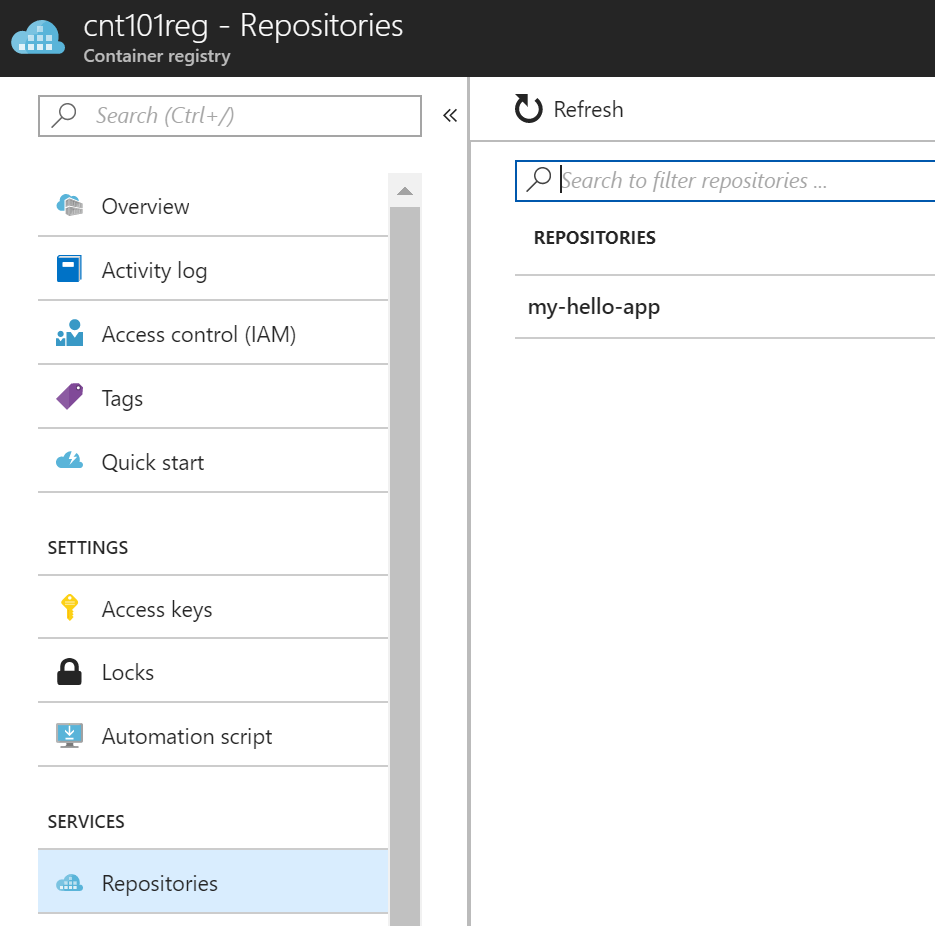 cnt101reg - Repositories
Container registry
Search (Ctrl+/)
Overview
Activity log
Access control (IAM)
Tags
Quick start
SETTINGS
Access keys
Locks
Automation script
SERVICES
Repositories
Refresh
Search to filter repositories ...
REPOSITORIES
my-hello-app